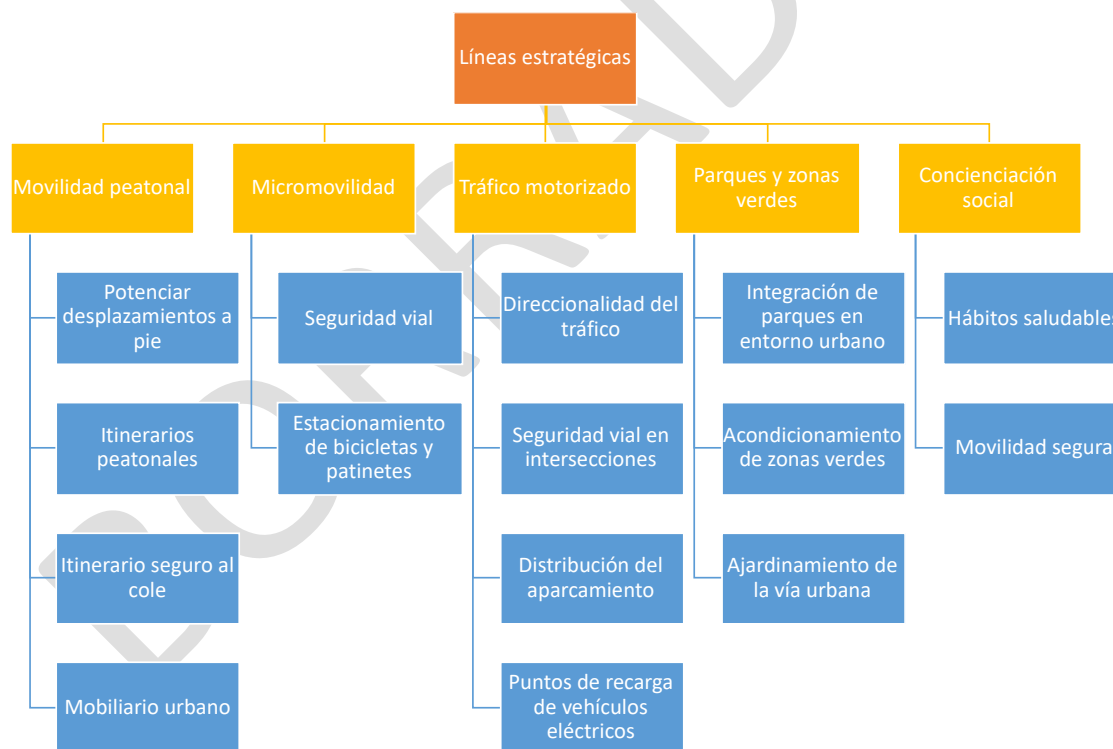 Líneas estratégicas
Movilidad peatonal
Potenciar
desplazamientos a
pie
Itinerarios
peatonales
Itinerario seguro al
cole
Mobiliario urbano
Micromovilidad
Seguridad vial
Estacionamiento
de bicicletas y
patinetes
Tráfico motorizado
Direccionalidad del
tráfico
Seguridad vial en
intersecciones
Distribución del
aparcamiento
Puntos de recarga
de vehículos
eléctricos
Parques y zonas
verdes
Integración de
parques en
entorno urbano
Acondicionamiento
de zonas verdes
Ajardinamiento de
la vía urbana
Concienciación
social
Hábitos saludables
Movilidad segura